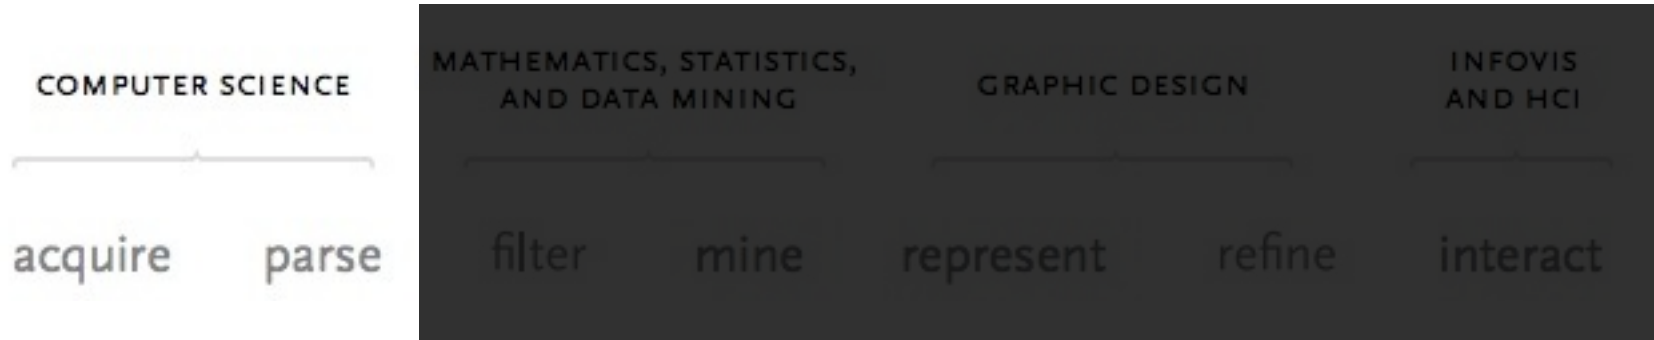 COMPUTER SCIENCE
MATHEMATICS, STATISTICS,
AND DATA MINING
GRAPHIC DESIGN
INFOVIS
AND HCI
acquire parse filter mine represent refine interact